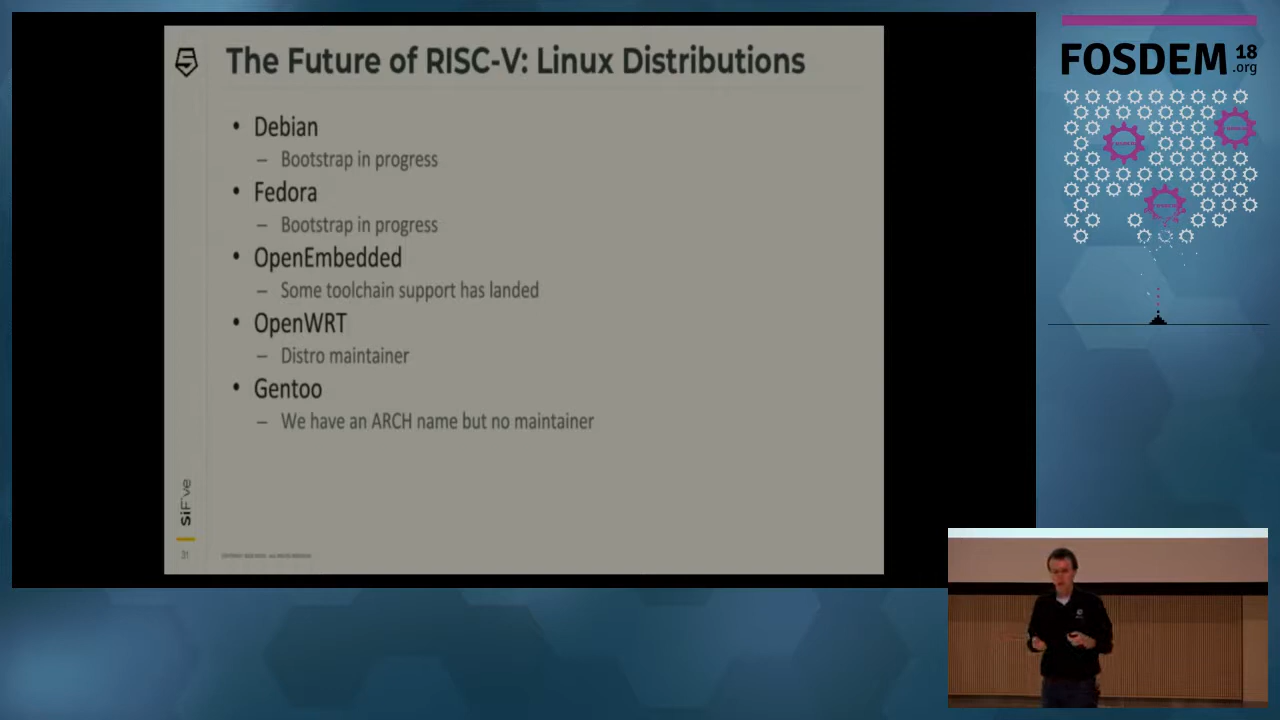 The Future of RISC-V: Linux Distributions
• Debian
– Bootstrap in progress
• Fedora
– Bootstrap in progress
• OpenEmbedded
– Some toolchain support has landed
• OpenWRT
– Distro maintainer
• Gentoo
– We have an ARCH name but no maintainer
SiFive
31
FOSDEM 18
.org